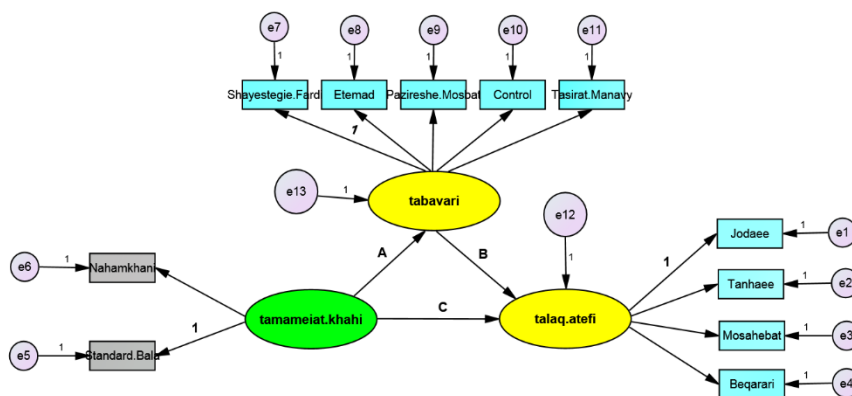 e7
e8
e9
e10
e11
1
1
1
1
1
Shayestegie.Fard
Etemad
Pazireshe.Mosbat
Control
Tasirat.Manavy
1
e13
1
tabavari
e12
1
A
B
C
e6
1
Nahamkhani
tamameiat.khahi
1
e5
1
Standard.Bala
talaq.atefi
1
Jodaee
1
e1
Tanhaee
1
e2
Mosahebat
1
e3
Beqarari
1
e4